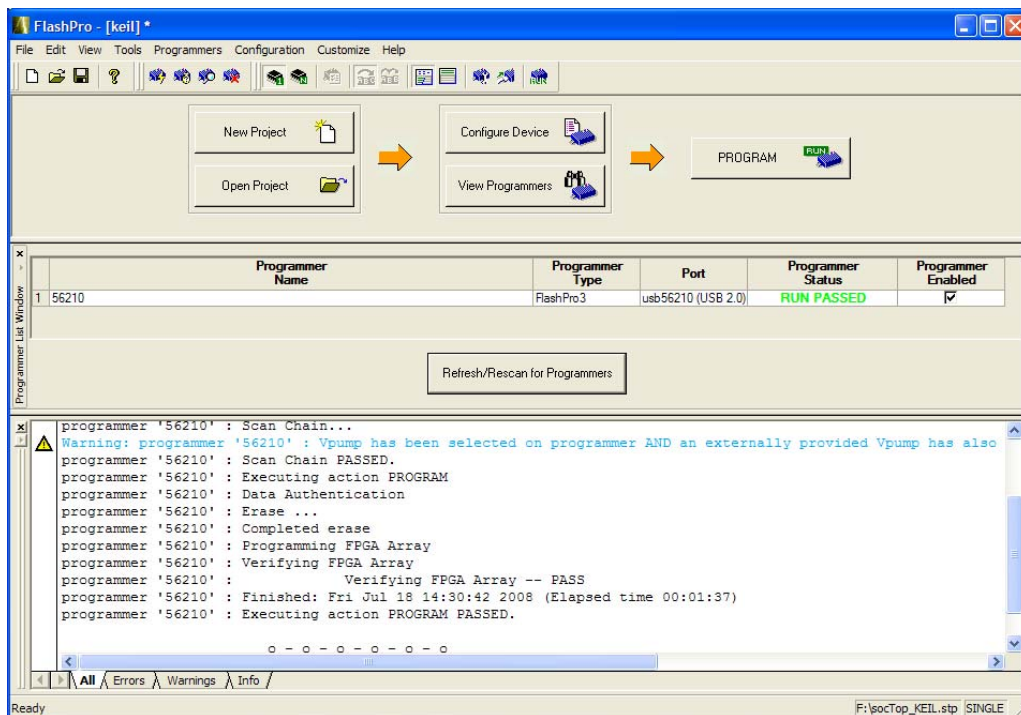 FlashPro - [keil] *
File Edit View Tools Programmers Configuration Customize Help
RUN
New Project
Open Project
Configure Device
View Programmers
PROGRAM
RUN
Programmer List Window
Programmer Name Programmer Type Port Programmer Status Programmer Enabled
1 56210 FlashPro3 usb56210 (USB 2.0) RUN PASSED
Refresh/Rescan for Programmers
programmer '56210' : Scan Chain...
Warning: programmer '56210' : Vpump has been selected on programmer AND an externally provided Vpump has also
programmer '56210' : Scan Chain PASSED.
programmer '56210' : Executing action PROGRAM
programmer '56210' : Data Authentication
programmer '56210' : Erase ...
programmer '56210' : Completed erase
programmer '56210' : Programming FPGA Array
programmer '56210' : Verifying FPGA Array
programmer '56210' : Verifying FPGA Array -- PASS
programmer '56210' : Finished: Fri Jul 18 14:30:42 2008 (Elapsed time 00:01:37)
programmer '56210' : Executing action PROGRAM PASSED.
o - o - o - o - o - o
All Errors Warnings Info
Ready F:\socTop_KEIL.stp SINGLE